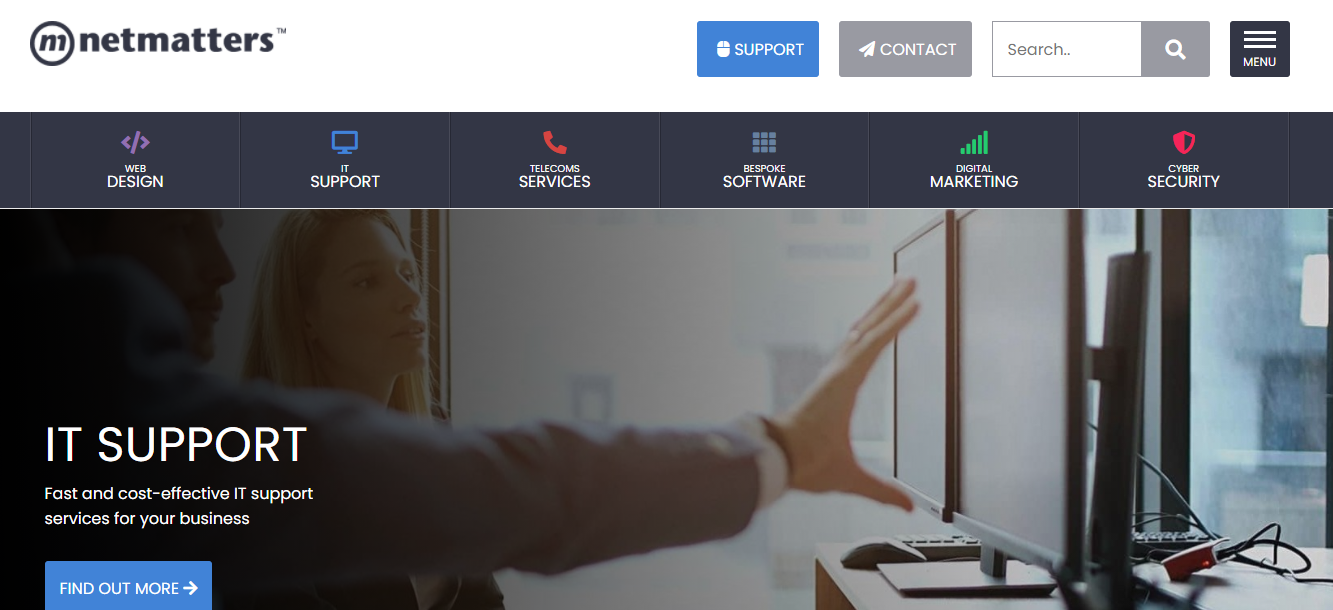 netmatters™
SUPPORT
CONTACT
Search..
MENU
WEB
DESIGN
IT
SUPPORT
TELECOMS
SERVICES
BESPOKE
SOFTWARE
DIGITAL
MARKETING
CYBER
SECURITY
IT SUPPORT
Fast and cost-effective IT support
services for your business
FIND OUT MORE